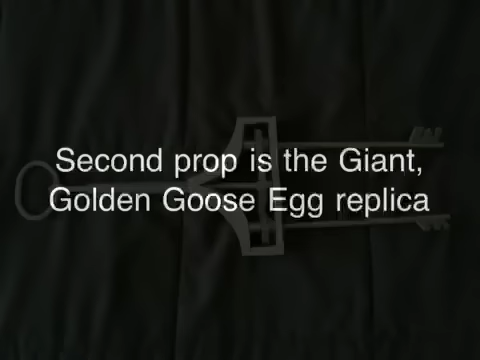 Second prop is the Giant,
Golden Goose Egg replica